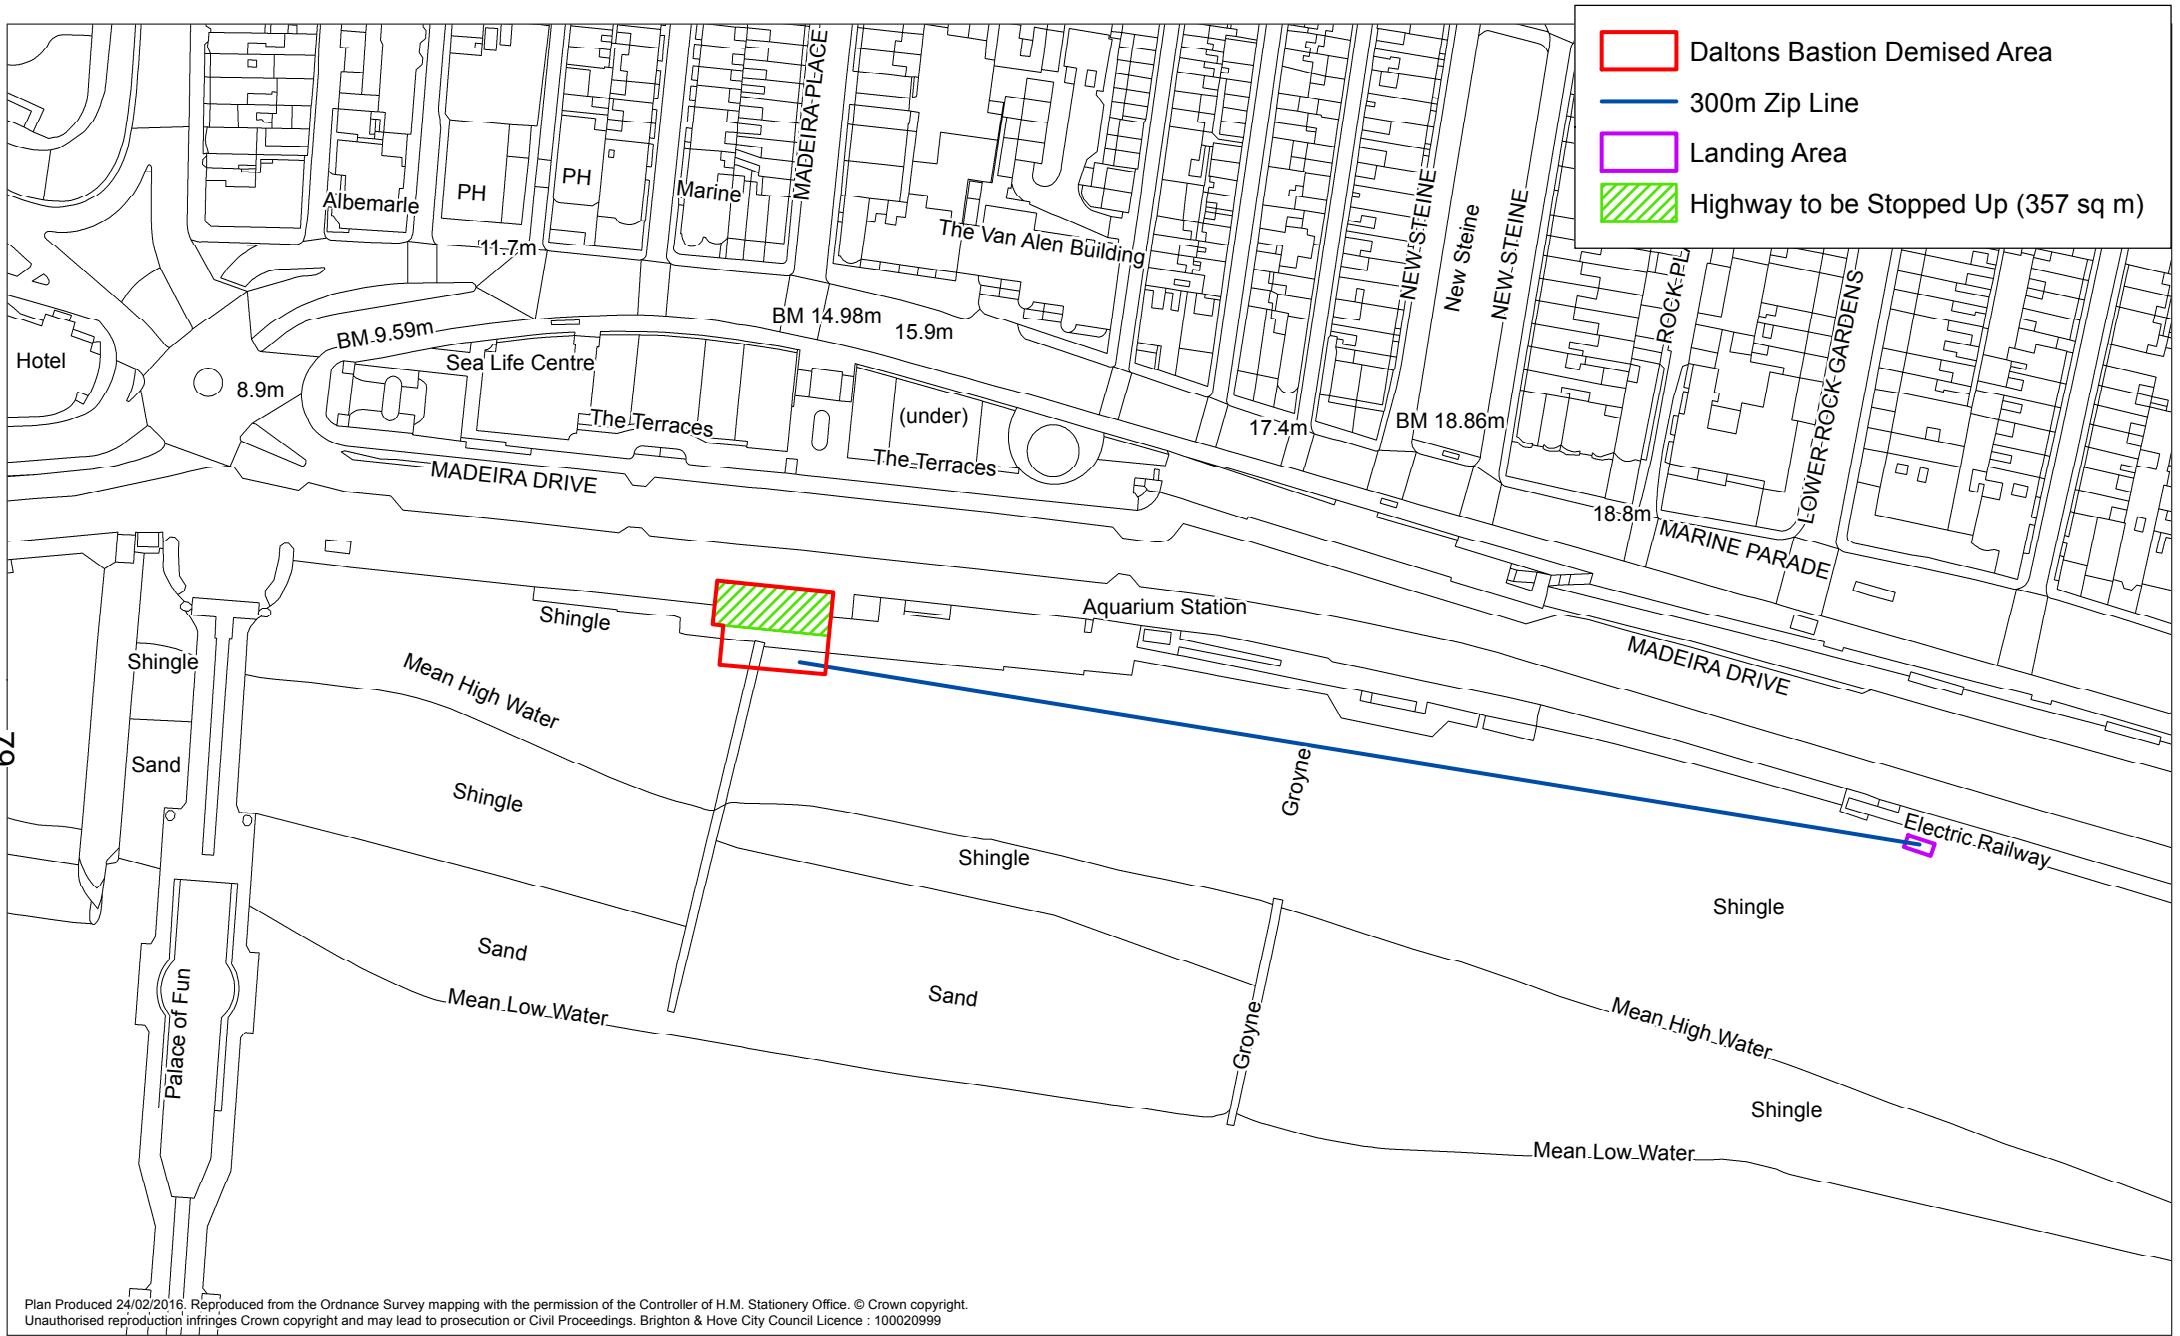 Daltons Bastion Demised Area
300m Zip Line
Landing Area
Highway to be Stopped Up (357 sq m)
MADEIRA PLACE
Albemarle
PH
PH
Marine
11.7m
The Van Alen Building
NEW STEINE
New Steine
NEW STEINE
ROCK PL
LOWER ROCK GARDENS
Hotel
8.9m
BM 9.59m
Sea Life Centre
The Terraces
BM 14.98m
15.9m
(under)
The Terraces
17.4m
BM 18.86m
18.8m
MARINE PARADE
MADEIRA DRIVE
Aquarium Station
MADEIRA DRIVE
Shingle
Shingle
Mean High Water
Sand
79
Shingle
Groyne
Shingle
Electric Railway
Shingle
Sand
Sand
Mean Low Water
Palace of Fun
Groyne
Mean High Water
Shingle
Mean Low Water
Plan Produced 24/02/2016. Reproduced from the Ordnance Survey mapping with the permission of the Controller of H.M. Stationery Office. © Crown copyright.
Unauthorised reproduction infringes Crown copyright and may lead to prosecution or Civil Proceedings. Brighton & Hove City Council Licence : 100020999